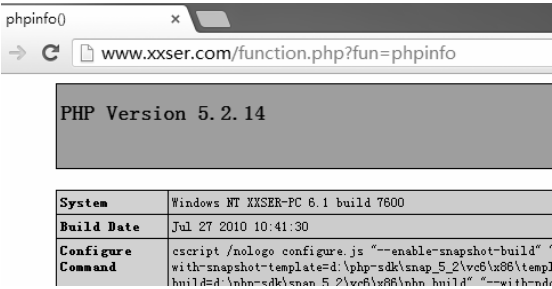 phpinfo()
www.xxser.com/function.php?fun=phpinfo
PHP Version 5.2.14
System Windows NT XXSER-PC 6.1 build 7600
Build Date Jul 27 2010 10:41:30
Configure Command cscript /nologo configure.js "--enable-snapshot-build" "
with-snapshot-template=d:\php-sdk\snap_5_2\vc6\x86\templ
build=d:\php-sdk\snap_5_2\vc6\x86\php_build" "--with-pdo